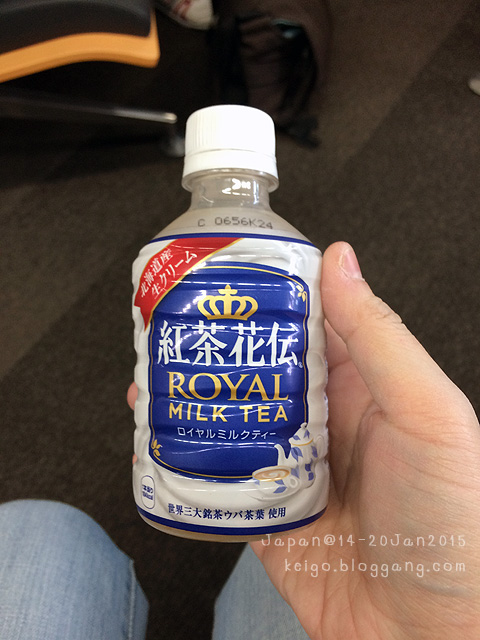 C 0656K24
北海道産
生クリーム
紅茶花伝
ROYAL
MILK TEA
ロイヤルミルクティー
世界三大銘茶ウバ茶葉 使用
Japan@14-20Jan2015
keigo.bloggang.com